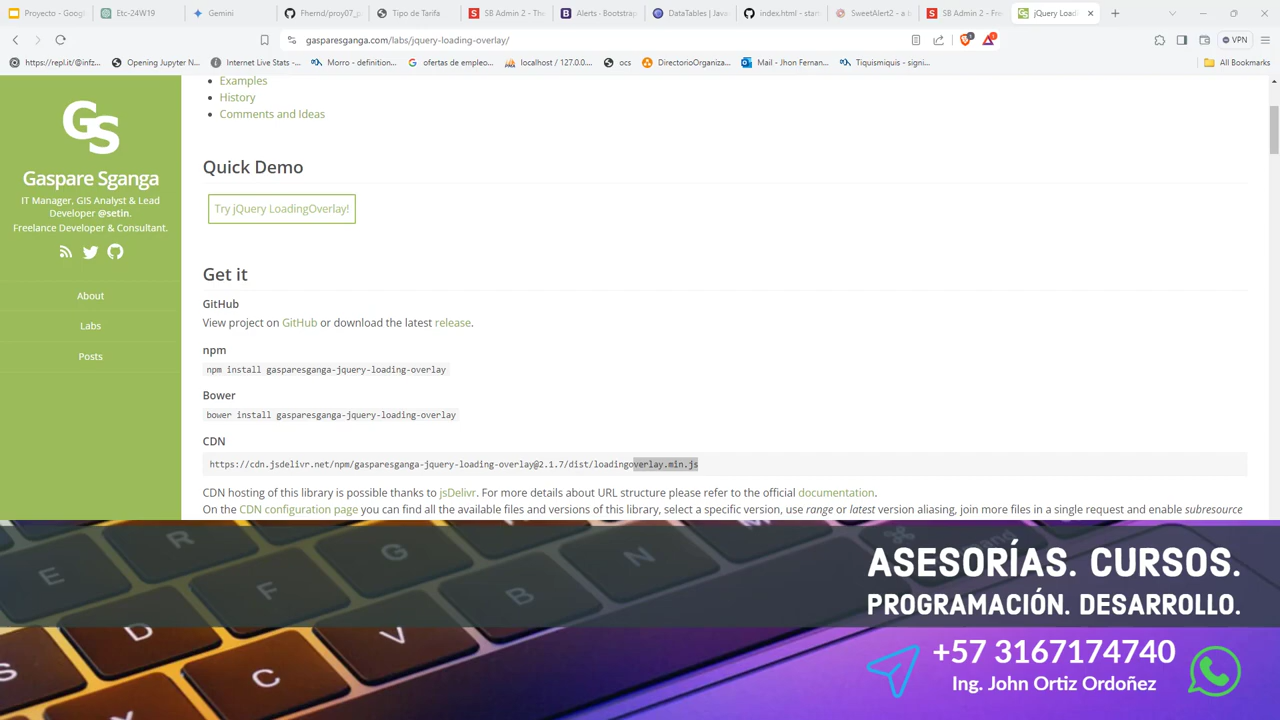 Proyecto - Google
Etc-24W19
Gemini
Fhernd/proy07_p
Tipo de Tarifa
SB Admin 2 - The
Alerts · Bootstrap
DataTables | Java
index.html - start
SweetAlert2 - a b
SB Admin 2 - Fre
jQuery Load
gasparesganga.com/labs/jquery-loading-overlay/
VPN
https://repl.it/@infz...
Opening Jupyter N...
Internet Live Stats -...
Morro - definition...
ofertas de empleo...
localhost / 127.0.0...
ocs
DirectorioOrganiza...
Mail - Jhon Fernan...
Tiquismiquis - signi...
All Bookmarks
GS
Gaspare Sganga
IT Manager, GIS Analyst & Lead
Developer @setin.
Freelance Developer & Consultant.
About
Labs
Posts
Examples
History
Comments and Ideas
Quick Demo
Try jQuery LoadingOverlay!
Get it
GitHub
View project on GitHub or download the latest release.
npm
npm install gasparesganga-jquery-loading-overlay
Bower
bower install gasparesganga-jquery-loading-overlay
CDN
https://cdn.jsdelivr.net/npm/gasparesganga-jquery-loading-overlay@2.1.7/dist/loadingoverlay.min.js
CDN hosting of this library is possible thanks to jsDelivr. For more details about URL structure please refer to the official documentation.
On the CDN configuration page you can find all the available files and versions of this library, select a specific version, use range or latest version aliasing, join more files in a single request and enable subresource
E
R
F
G
B
N
D
C
V
ASESORÍAS. CURSOS.
PROGRAMACIÓN. DESARROLLO.
+57 3167174740
Ing. John Ortiz Ordoñez